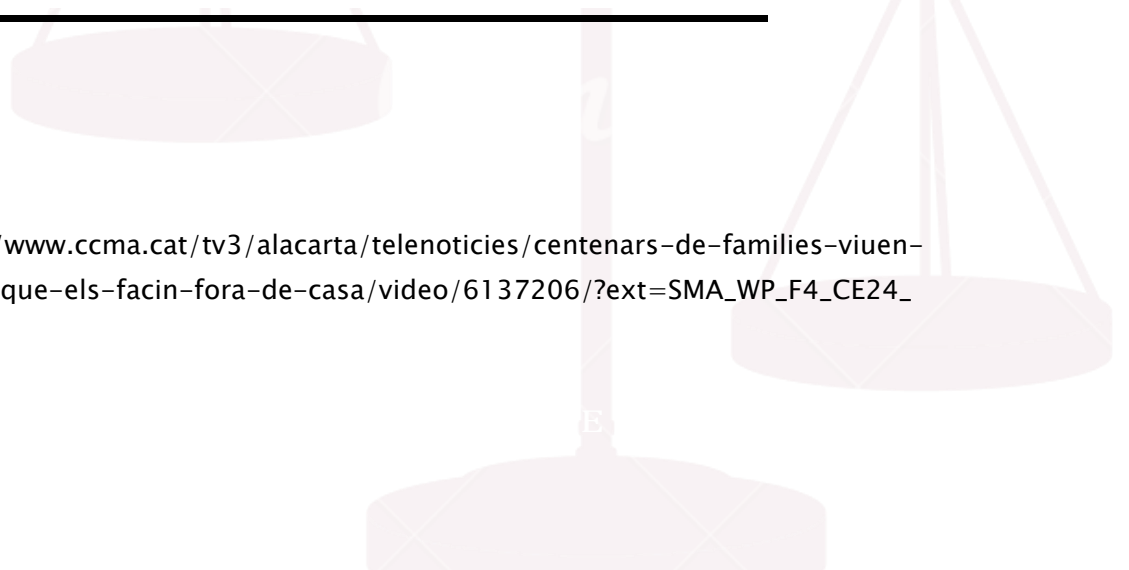 /www.ccma.cat/tv3/alacarta/telenoticies/centenars-de-families-viuen-
que-els-facin-fora-de-casa/video/6137206/?ext=SMA_WP_F4_CE24_
E